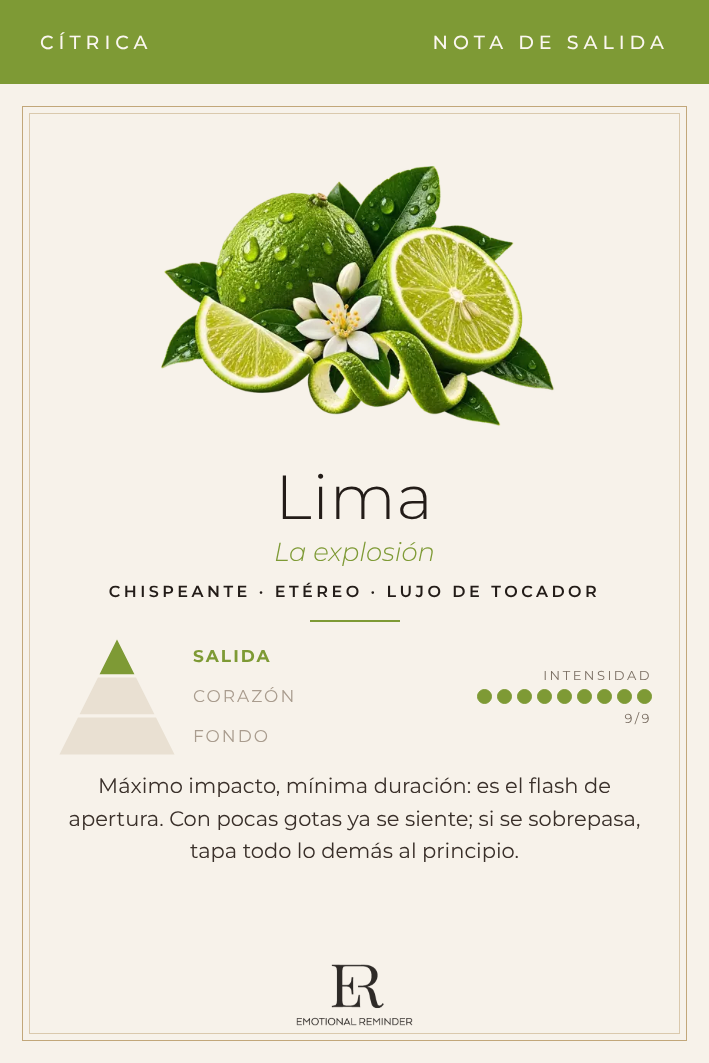 CÍTRICA
NOTA DE SALIDA
Lima
La explosión
CHISPEANTE · ETÉREO · LUJO DE TOCADOR
SALIDA
CORAZÓN
FONDO
INTENSIDAD
9/9
Máximo impacto, mínima duración: es el flash de
apertura. Con pocas gotas ya se siente; si se sobrepasa,
tapa todo lo demás al principio.
ER
EMOTIONAL REMINDER